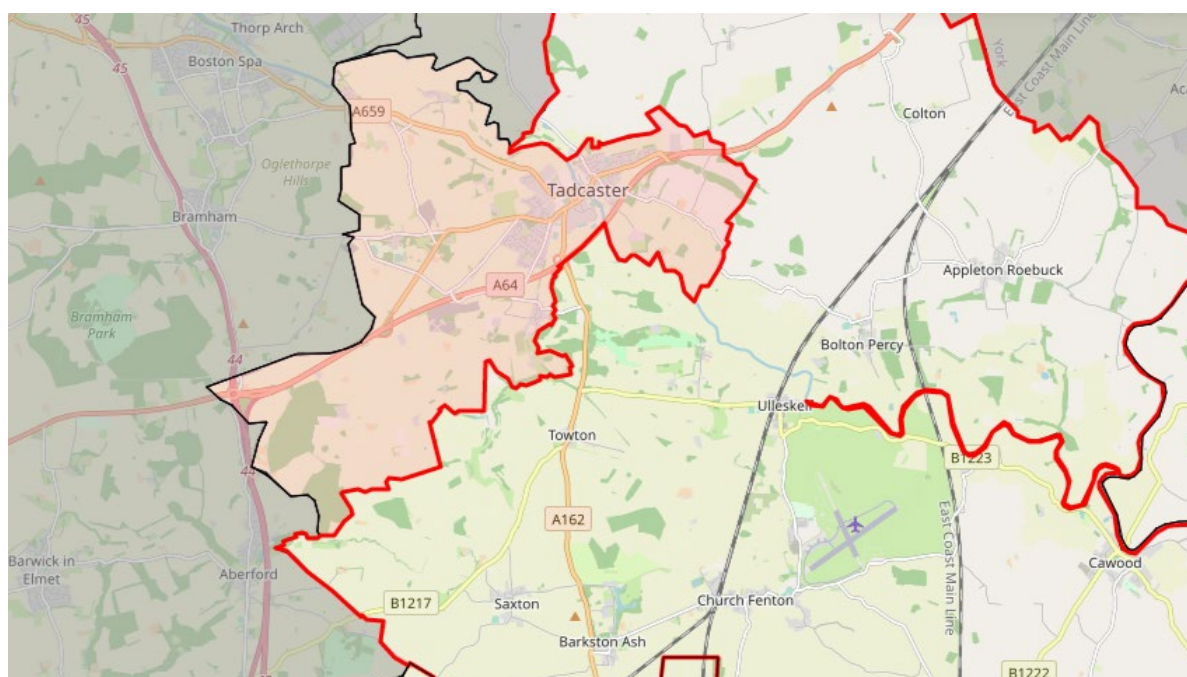 Thorp Arch
45
45
Boston Spa
York
East Coast Main Line
Aca
A659
Colton
Oglethorpe
Hills
Tadcaster
Bramham
Appleton Roebuck
A64
Bramham
Park
Bolton Percy
44
Ulleskelf
Towton
B1223
44
A162
East Coast Main Line
Barwick in
Elmet
Aberford
Cawood
B1217
Saxton
Church Fenton
Barkston Ash
B1222